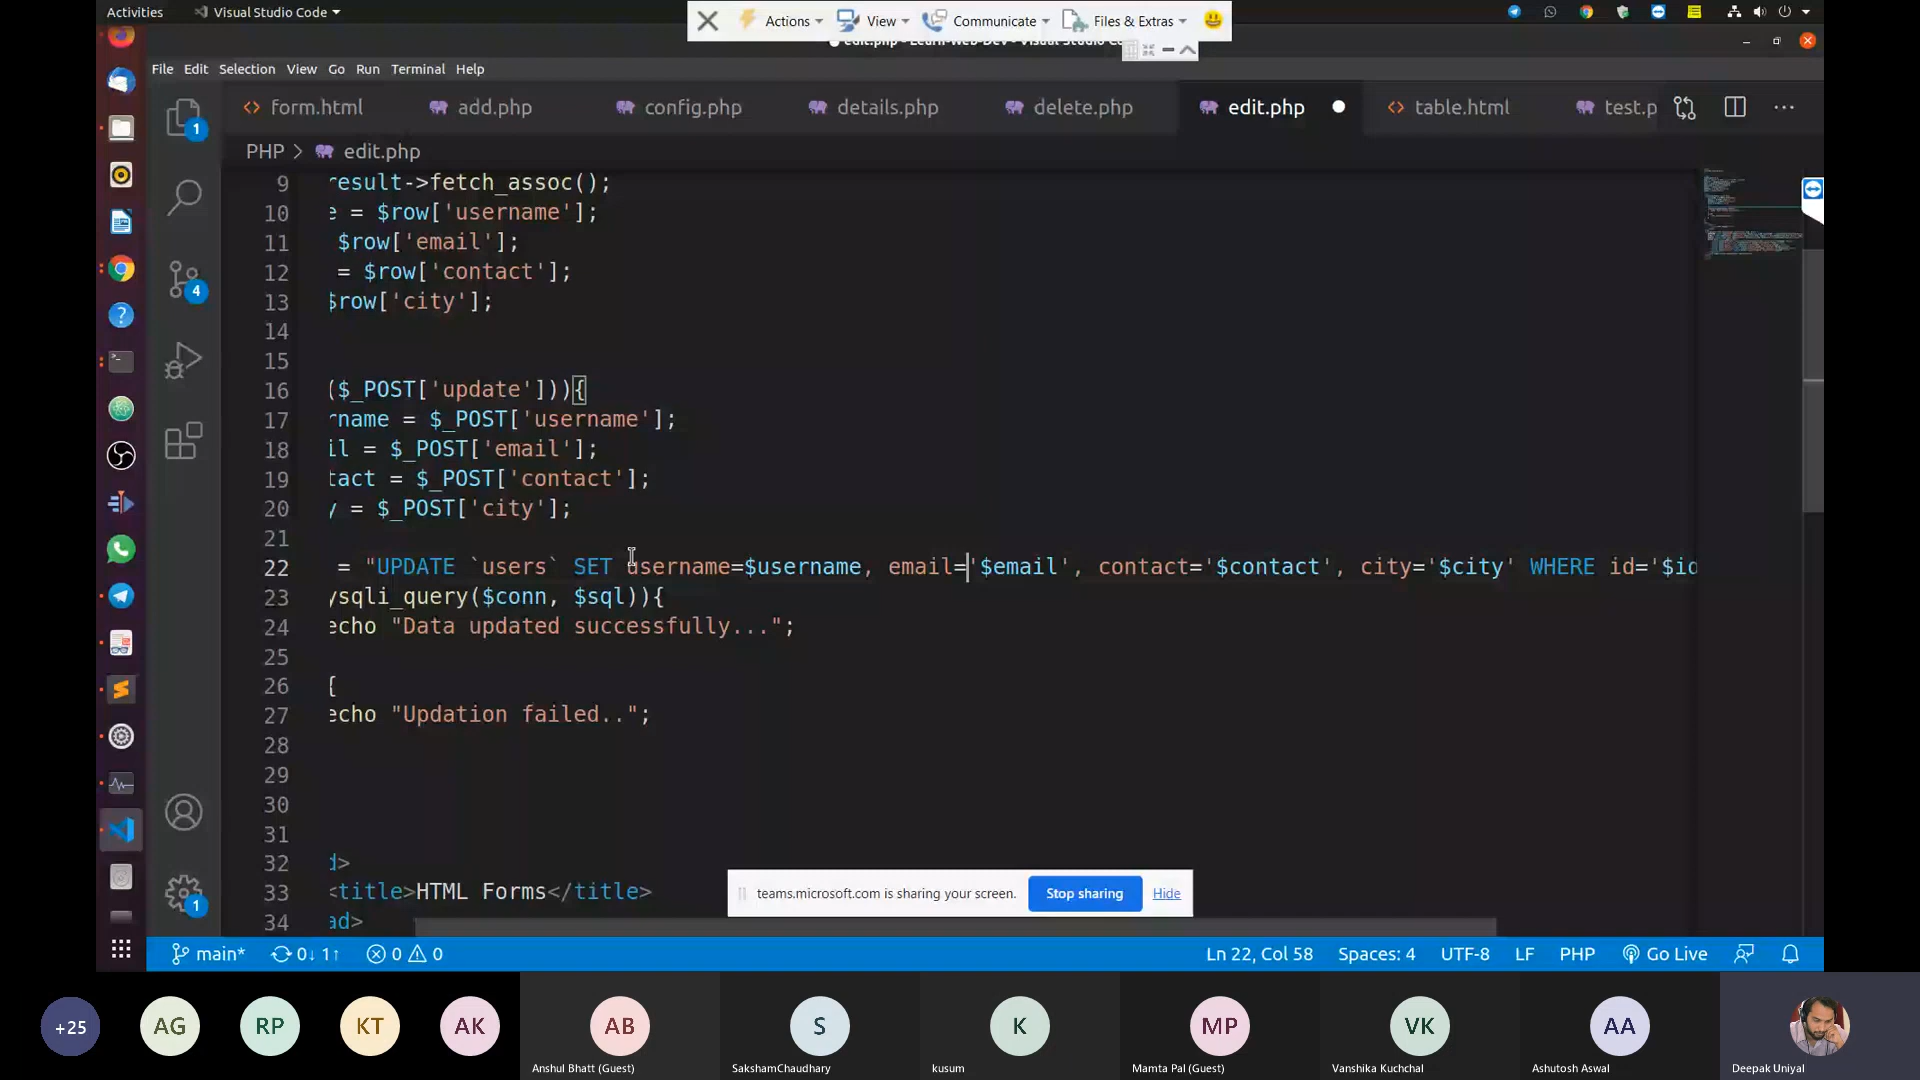 Activities
Visual Studio Code
Actions
View
Communicate
Files & Extras
File Edit Selection View Go Run Terminal Help
form.html
add.php
config.php
details.php
delete.php
edit.php
table.html
test.p
PHP > edit.php
9 result->fetch_assoc();
10 e = $row['username'];
11 $row['email'];
12 = $row['contact'];
13 $row['city'];
14
15
16 ($_POST['update'])){
17 rname = $_POST['username'];
18 il = $_POST['email'];
19 tact = $_POST['contact'];
20 y = $_POST['city'];
21
22 = "UPDATE `users` SET username=$username, email='$email', contact='$contact', city='$city' WHERE id='$id
23 ysqli_query($conn, $sql)){
24 echo "Data updated successfully...";
25
26 {
27 echo "Updation failed..";
28
29
30
31
32 d>
33 <title>HTML Forms</title>
34 ad>
1
4
1
teams.microsoft.com is sharing your screen.
Stop sharing
Hide
main*
0↓ 1↑
0
0
Ln 22, Col 58
Spaces: 4
UTF-8
LF
PHP
Go Live
+25
AG
RP
KT
AK
AB
S
K
MP
VK
AA
Anshul Bhatt (Guest)
SakshamChaudhary
kusum
Mamta Pal (Guest)
Vanshika Kuchchal
Ashutosh Aswal
Deepak Uniyal